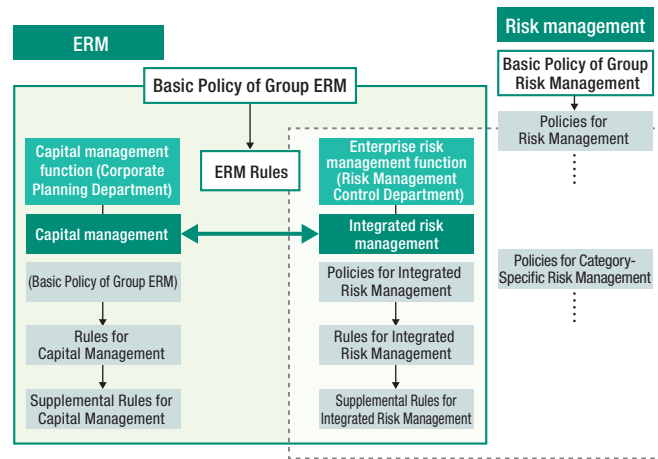 ERM
Basic Policy of Group ERM
ERM Rules
Capital management
function (Corporate
Planning Department)
Capital management
(Basic Policy of Group ERM)
Rules for
Capital Management
Supplemental Rules for
Capital Management
Enterprise risk
management function
(Risk Management
Control Department)
Integrated risk
management
Policies for Integrated
Risk Management
Rules for Integrated
Risk Management
Supplemental Rules for
Integrated Risk Management
Risk management
Basic Policy of Group
Risk Management
Policies for
Risk Management
Policies for Category-
Specific Risk Management